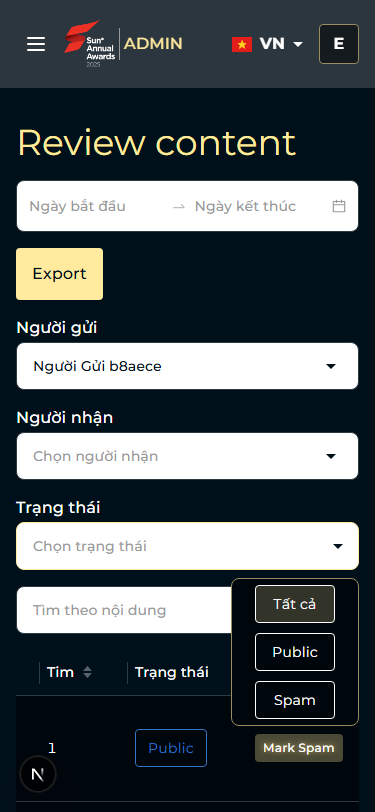 Sun*
Annual
Awards
2025
ADMIN
VN
E
Review content
Ngày bắt đầu
Ngày kết thúc
Export
Người gửi
Người Gửi b8aece
Người nhận
Chọn người nhận
Trạng thái
Chọn trạng thái
Tìm theo nội dung
Tất cả
Public
Spam
Tim
Trạng thái
1
Public
Mark Spam
N